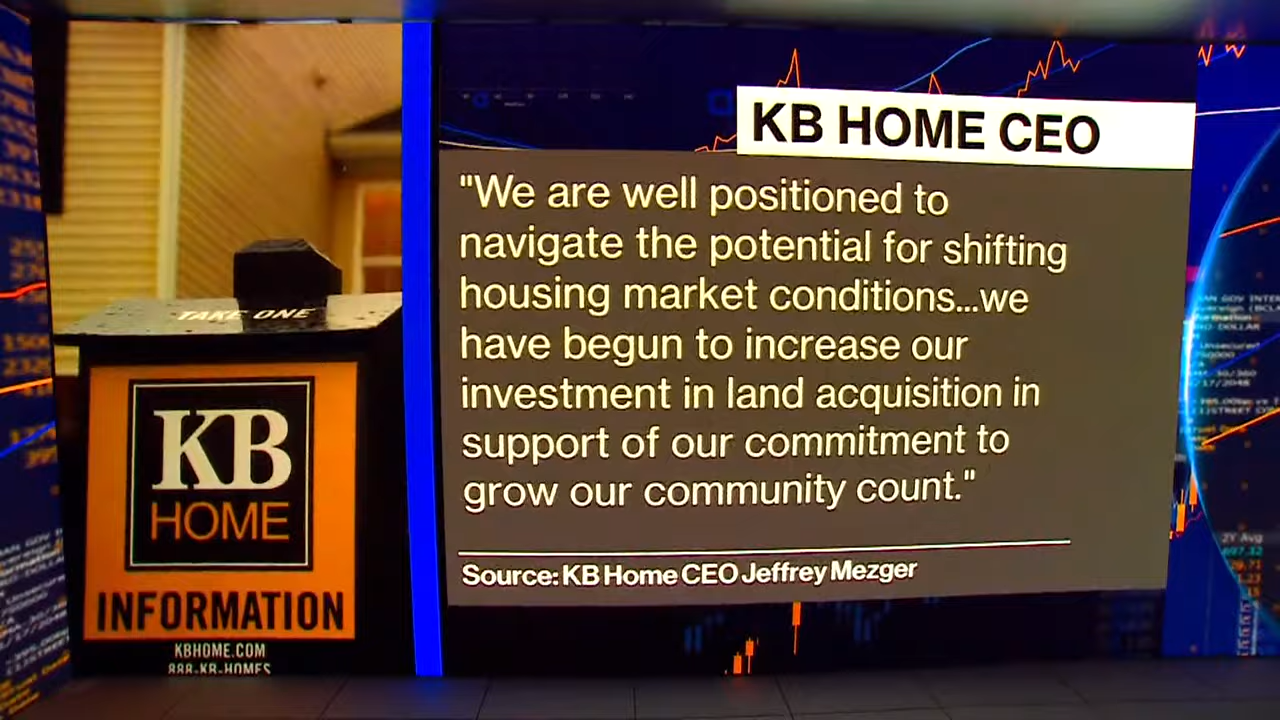 TAKE ONE
KB
HOME
INFORMATION
KBHOME.COM
888-KB-HOMES
KB HOME CEO
"We are well positioned to
navigate the potential for shifting
housing market conditions...we
have begun to increase our
investment in land acquisition in
support of our commitment to
grow our community count."
Source: KB Home CEO Jeffrey Mezger
2Y Avg